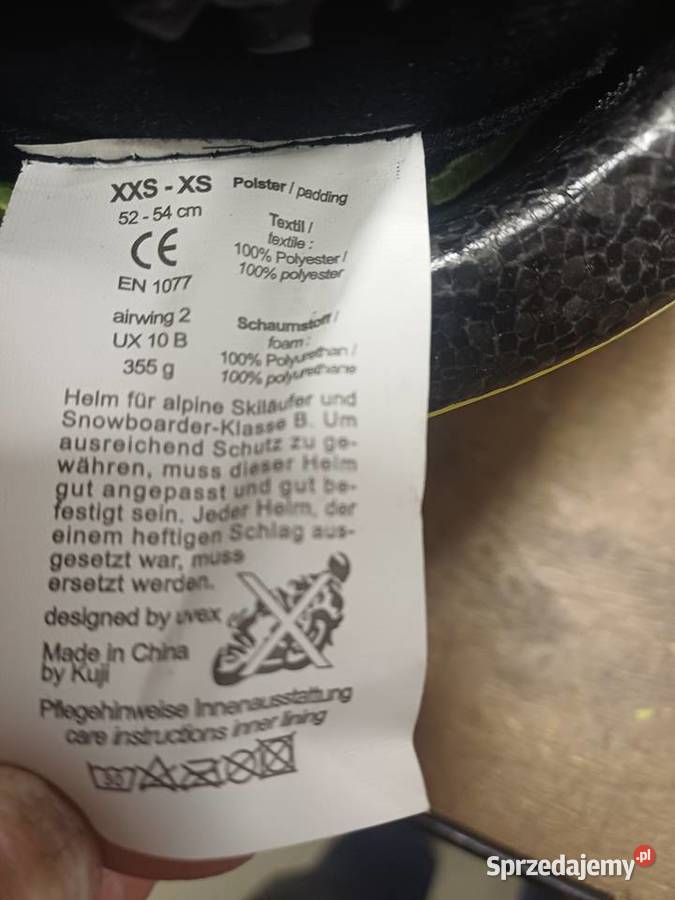 XXS - XS
52 - 54 cm
CE
EN 1077
airwing 2
UX 10 B
355 g
Polster / padding
Textil /
textile :
100% Polyester /
100% polyester
Schaumstoff /
foam :
100% Polyurethan /
100% polyurethane
Helm für alpine Skiläufer und
Snowboarder-Klasse B. Um
ausreichend Schutz zu ge-
währen, muss dieser Helm
gut angepasst und gut be-
festigt sein. Jeder Helm, der
einem heftigen Schlag aus-
gesetzt war, muss
ersetzt werden.
designed by uvex
Made in China
by Kuji
Pflegehinweise Innenausstattung
care instructions inner lining
30
Sprzedajemy.pl